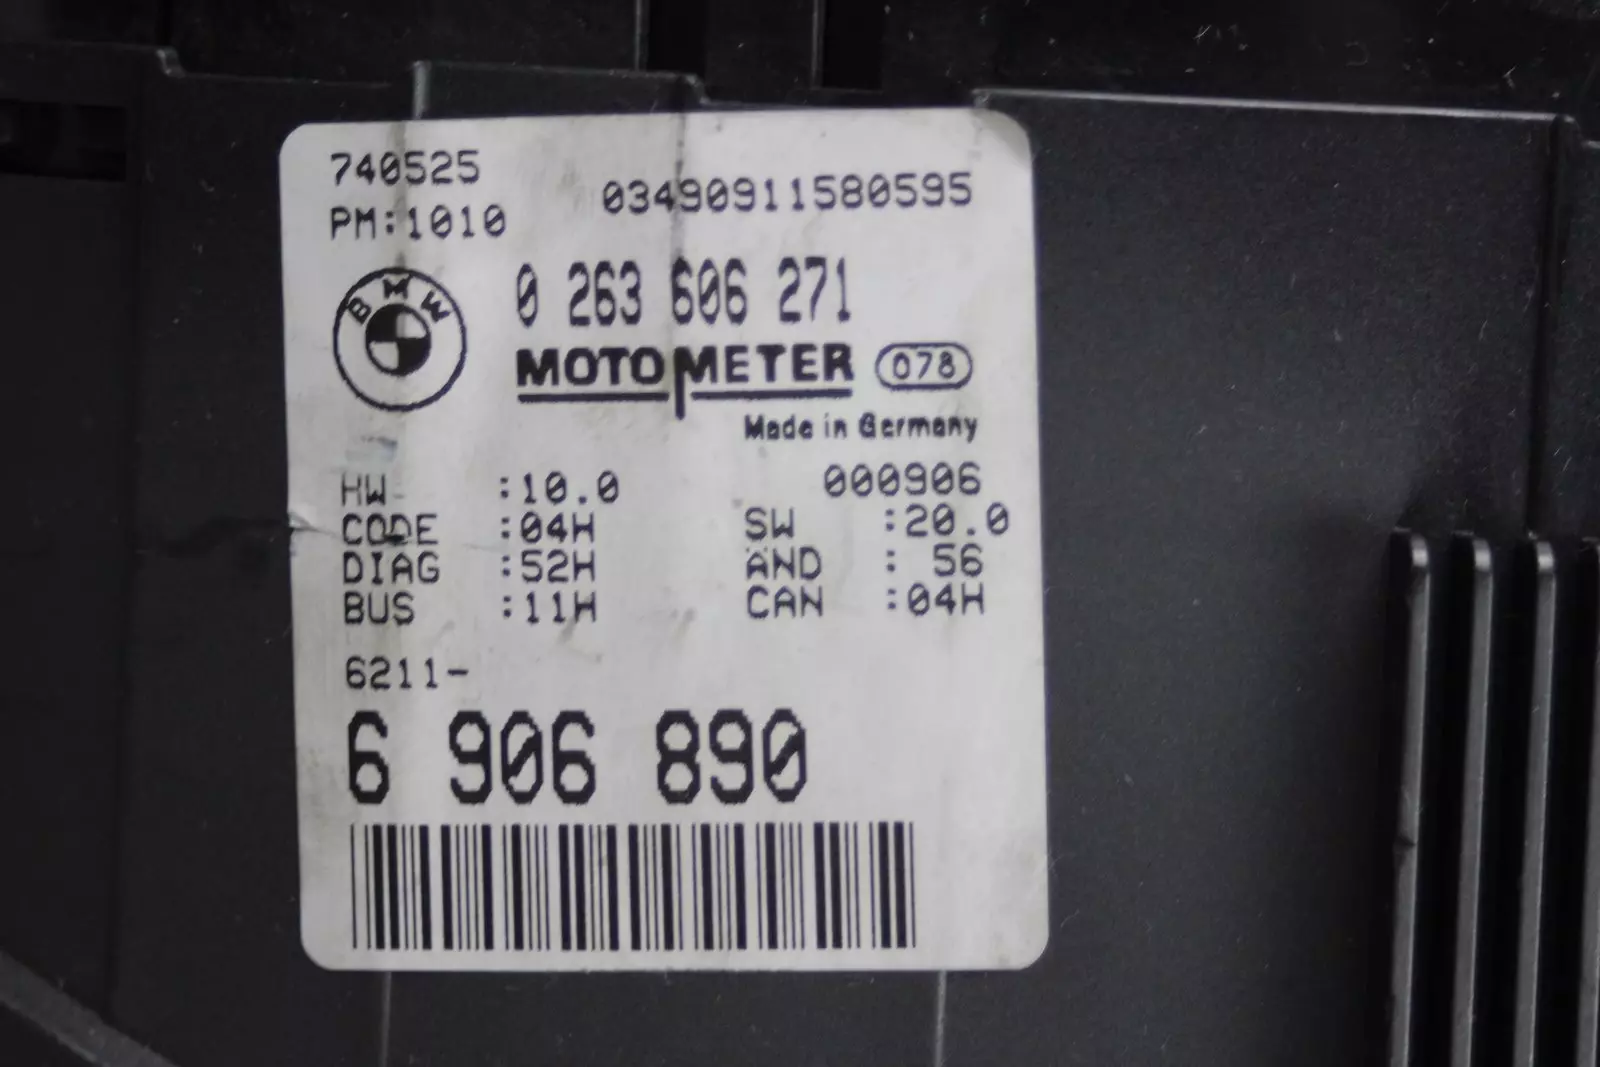 740525
03490911580595
PM:1010
BMW
0 263 606 271
MOTOMETER 078
Made in Germany
000906
HW :10.0
CODE :04H SW :20.0
DIAG :52H ÄND : 56
BUS :11H CAN :04H
6211-
6 906 890